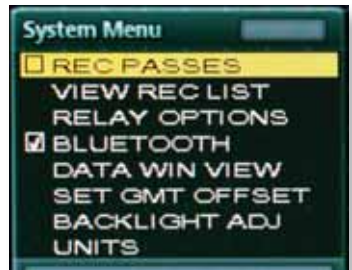 System Menu
REC PASSES
VIEW REC LIST
RELAY OPTIONS
BLUETOOTH
DATA WIN VIEW
SET GMT OFFSET
BACKLIGHT ADJ
UNITS